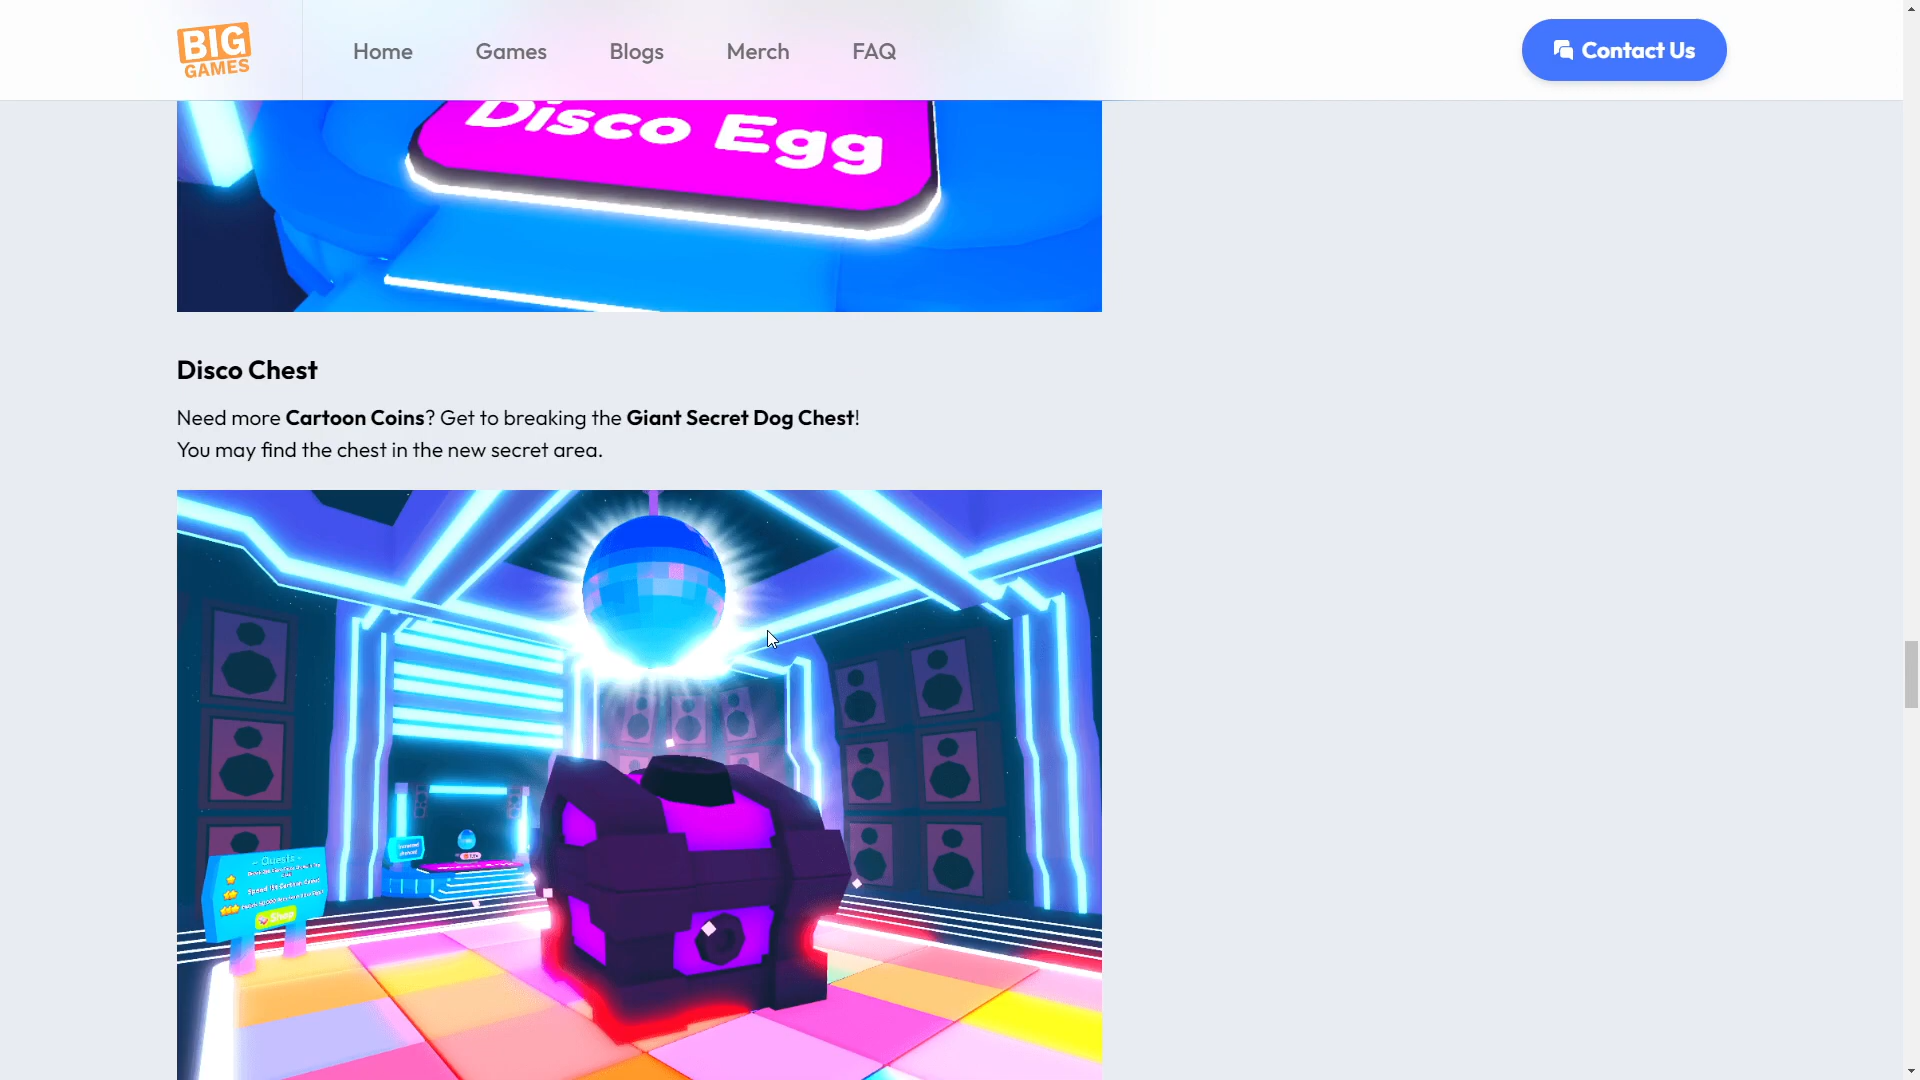 BIG
GAMES
Home
Games
Blogs
Merch
FAQ
Contact Us
Disco Egg
Disco Chest
Need more Cartoon Coins? Get to breaking the Giant Secret Dog Chest!
You may find the chest in the new secret area.
- Quests -
Shop